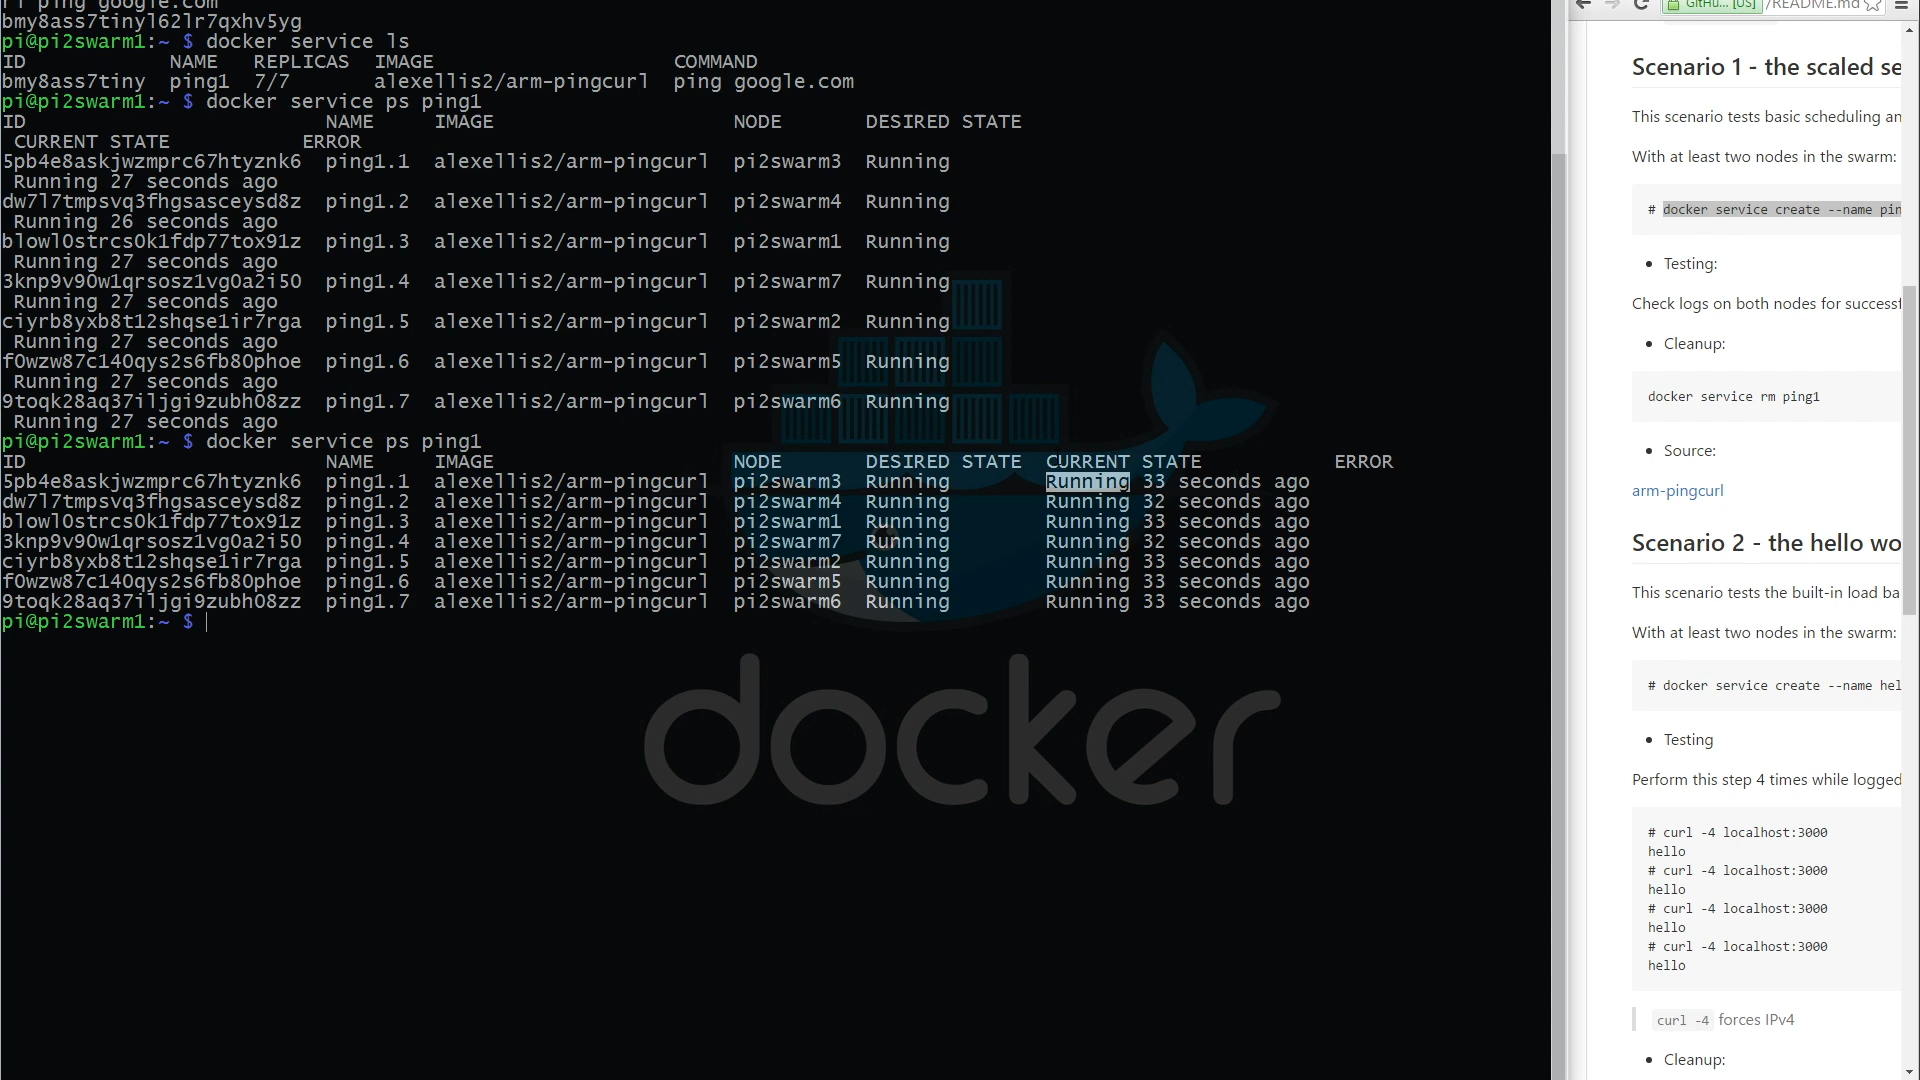 ri ping google.com
bmy8ass7tinyl62lr7qxhv5yg
pi@pi2swarm1:~ $ docker service ls
ID            NAME   REPLICAS  IMAGE                    COMMAND
bmy8ass7tiny  ping1  7/7       alexellis2/arm-pingcurl  ping google.com
pi@pi2swarm1:~ $ docker service ps ping1
ID                         NAME     IMAGE                    NODE       DESIRED STATE
 CURRENT STATE           ERROR
5pb4e8askjwzmprc67htyznk6  ping1.1  alexellis2/arm-pingcurl  pi2swarm3  Running
 Running 27 seconds ago
dw7l7tmpsvq3fhgsasceysd8z  ping1.2  alexellis2/arm-pingcurl  pi2swarm4  Running
 Running 26 seconds ago
blowl0strcs0k1fdp77tox91z  ping1.3  alexellis2/arm-pingcurl  pi2swarm1  Running
 Running 27 seconds ago
3knp9v90w1qrsosz1vg0a2i50  ping1.4  alexellis2/arm-pingcurl  pi2swarm7  Running
 Running 27 seconds ago
ciyrb8yxb8t12shqse1ir7rga  ping1.5  alexellis2/arm-pingcurl  pi2swarm2  Running
 Running 27 seconds ago
f0wzw87c140qys2s6fb80phoe  ping1.6  alexellis2/arm-pingcurl  pi2swarm5  Running
 Running 27 seconds ago
9toqk28aq37iljgi9zubh08zz  ping1.7  alexellis2/arm-pingcurl  pi2swarm6  Running
 Running 27 seconds ago
pi@pi2swarm1:~ $ docker service ps ping1
ID                         NAME     IMAGE                    NODE       DESIRED STATE  CURRENT STATE           ERROR
5pb4e8askjwzmprc67htyznk6  ping1.1  alexellis2/arm-pingcurl  pi2swarm3  Running        Running 33 seconds ago
dw7l7tmpsvq3fhgsasceysd8z  ping1.2  alexellis2/arm-pingcurl  pi2swarm4  Running        Running 32 seconds ago
blowl0strcs0k1fdp77tox91z  ping1.3  alexellis2/arm-pingcurl  pi2swarm1  Running        Running 33 seconds ago
3knp9v90w1qrsosz1vg0a2i50  ping1.4  alexellis2/arm-pingcurl  pi2swarm7  Running        Running 32 seconds ago
ciyrb8yxb8t12shqse1ir7rga  ping1.5  alexellis2/arm-pingcurl  pi2swarm2  Running        Running 33 seconds ago
f0wzw87c140qys2s6fb80phoe  ping1.6  alexellis2/arm-pingcurl  pi2swarm5  Running        Running 33 seconds ago
9toqk28aq37iljgi9zubh08zz  ping1.7  alexellis2/arm-pingcurl  pi2swarm6  Running        Running 33 seconds ago
pi@pi2swarm1:~ $
docker
GitHu... [US] /README.md
Scenario 1 - the scaled se
This scenario tests basic scheduling an
With at least two nodes in the swarm:
# docker service create --name pin
Testing:
Check logs on both nodes for successf
Cleanup:
docker service rm ping1
Source:
arm-pingcurl
Scenario 2 - the hello wo
This scenario tests the built-in load ba
With at least two nodes in the swarm:
# docker service create --name hel
Testing
Perform this step 4 times while logged
# curl -4 localhost:3000
hello
# curl -4 localhost:3000
hello
# curl -4 localhost:3000
hello
# curl -4 localhost:3000
hello
curl -4 forces IPv4
Cleanup: